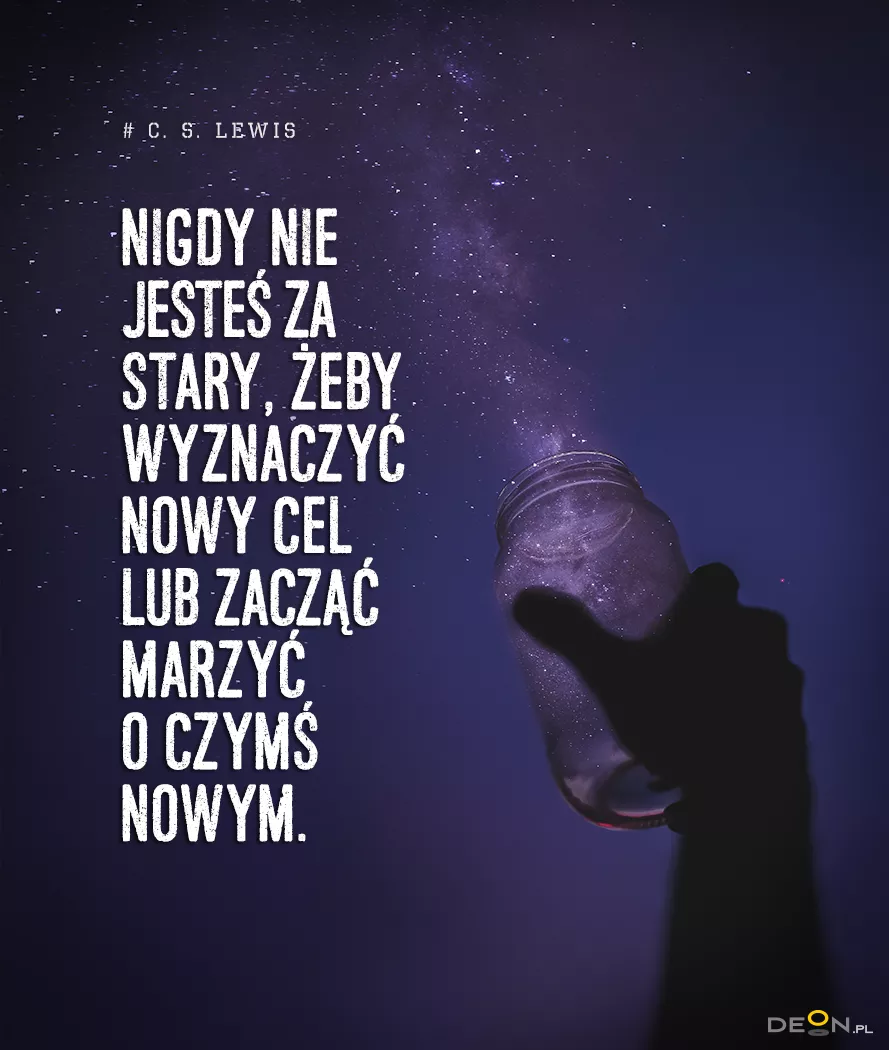 # C. S. LEWIS
NIGDY NIE
JESTEŚ ZA
STARY, ŻEBY
WYZNACZYĆ
NOWY CEL
LUB ZACZĄĆ
MARZYĆ
O CZYMŚ
NOWYM.
DEON.PL